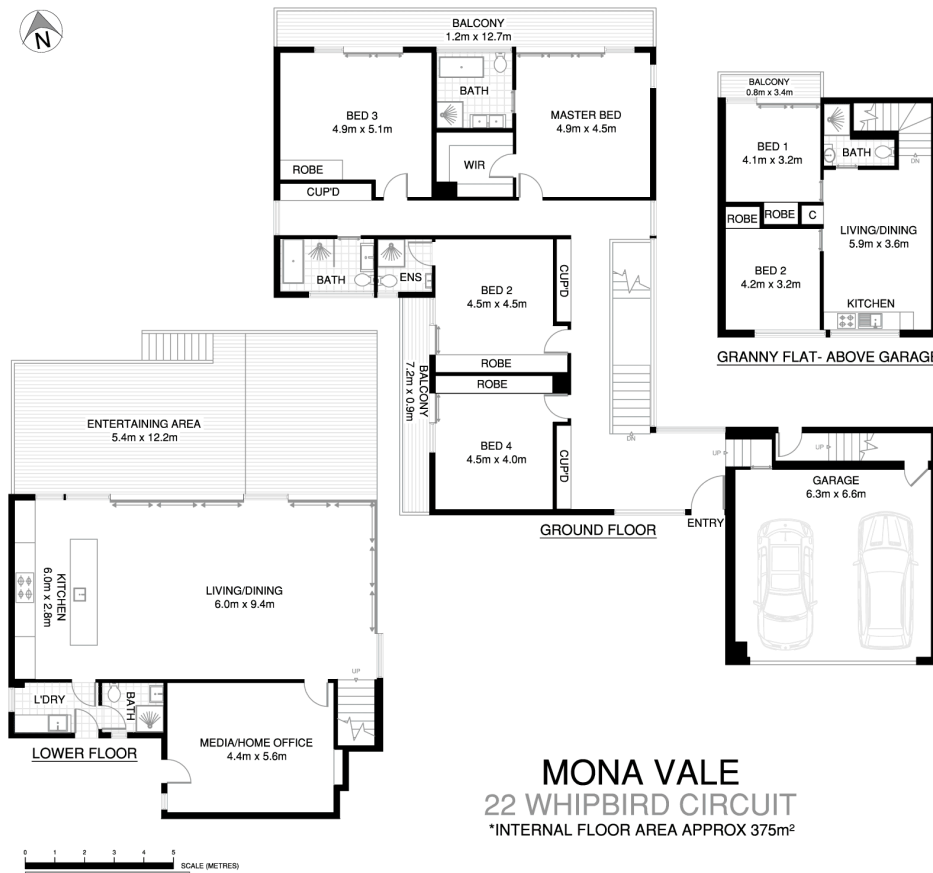 N
BALCONY
1.2m x 12.7m
BED 3
4.9m x 5.1m
ROBE
CUP'D
BATH
WIR
MASTER BED
4.9m x 4.5m
BATH
ENS
BED 2
4.5m x 4.5m
CUP'D
ROBE
ROBE
BALCONY
7.2m x 0.9m
BED 4
4.5m x 4.0m
CUP'D
DN
GROUND FLOOR
ENTRY
BALCONY
0.8m x 3.4m
BED 1
4.1m x 3.2m
BATH
DN
ROBE
ROBE
C
LIVING/DINING
5.9m x 3.6m
BED 2
4.2m x 3.2m
KITCHEN
GRANNY FLAT- ABOVE GARAGE
UP
UP
GARAGE
6.3m x 6.6m
ENTERTAINING AREA
5.4m x 12.2m
KITCHEN
6.0m x 2.8m
LIVING/DINING
6.0m x 9.4m
UP
L'DRY
BATH
LOWER FLOOR
MEDIA/HOME OFFICE
4.4m x 5.6m
MONA VALE
22 WHIPBIRD CIRCUIT
*INTERNAL FLOOR AREA APPROX 375m²
0 1 2 3 4 5
SCALE (METRES)